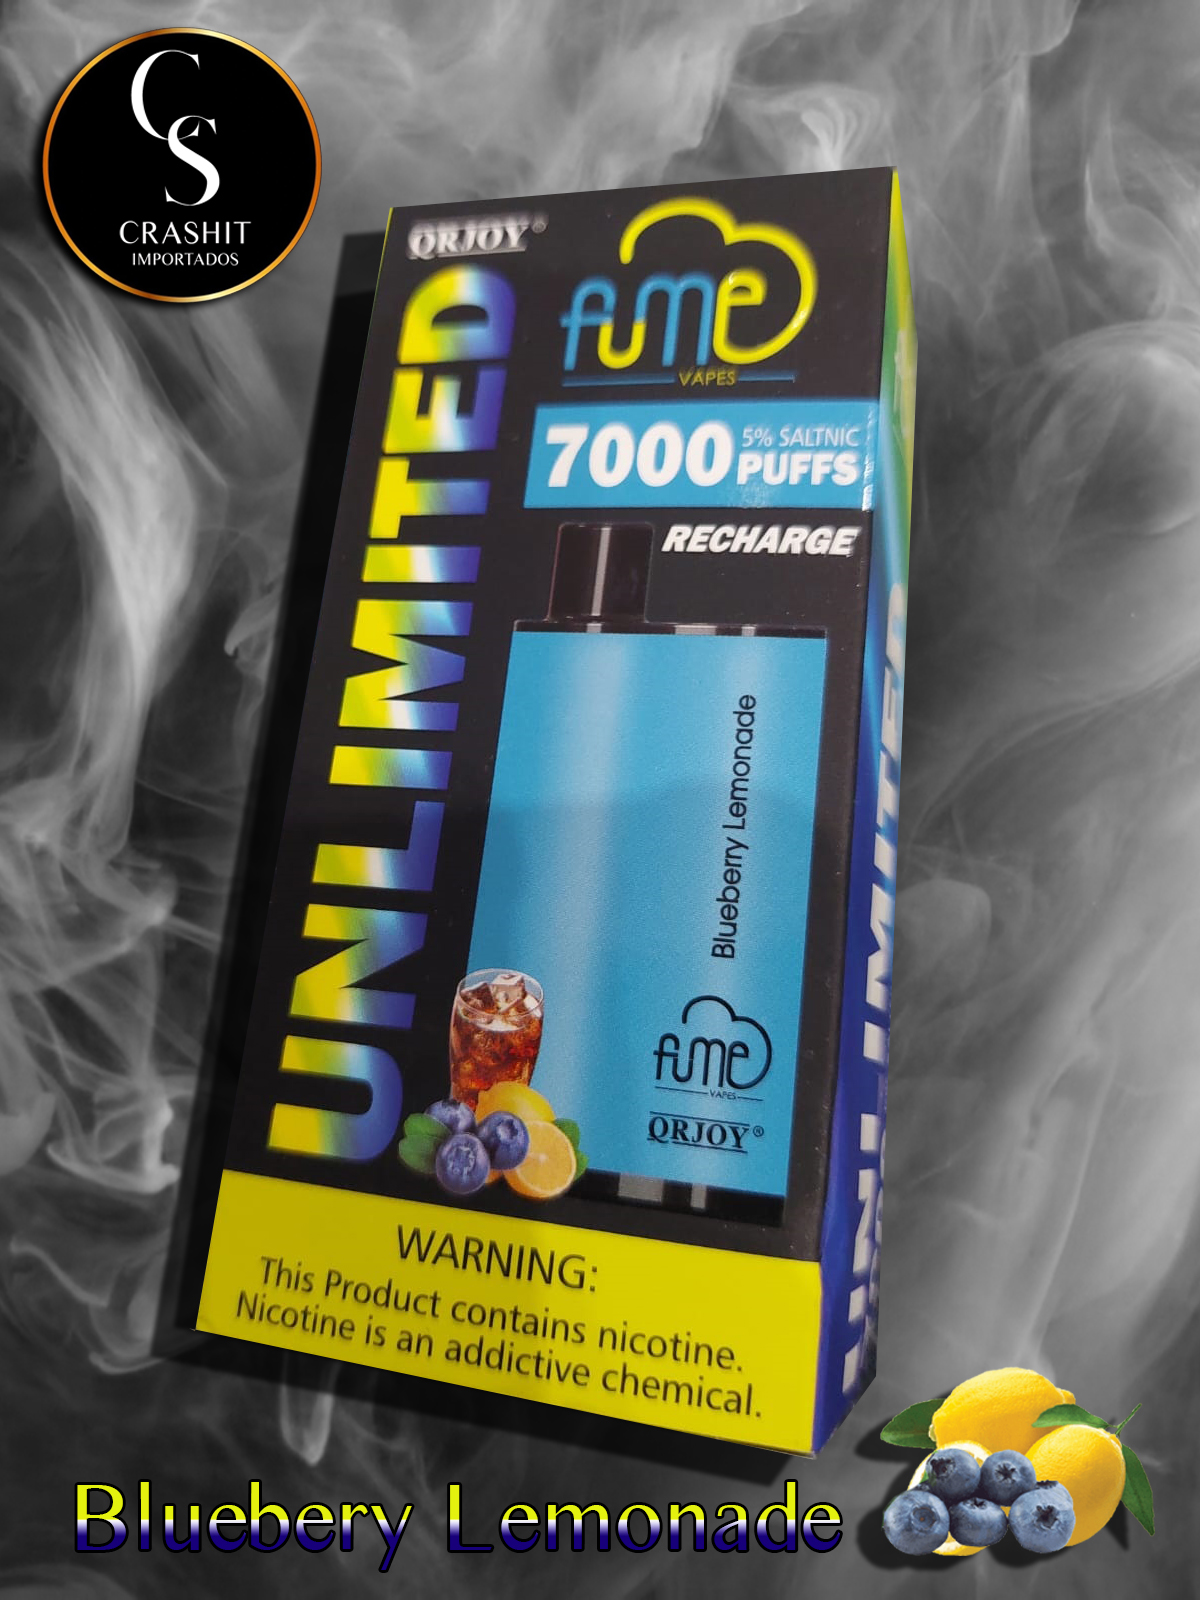 CS
CRASHIT
IMPORTADOS
QRJOY®
fume
VAPES
UNLIMITED
7000 5% SALTNIC
PUFFS
RECHARGE
Blueberry Lemonade
fume
VAPES
QRJOY®
UNLIMITED
WARNING:
This Product contains nicotine.
Nicotine is an addictive chemical.
Bluebery Lemonade